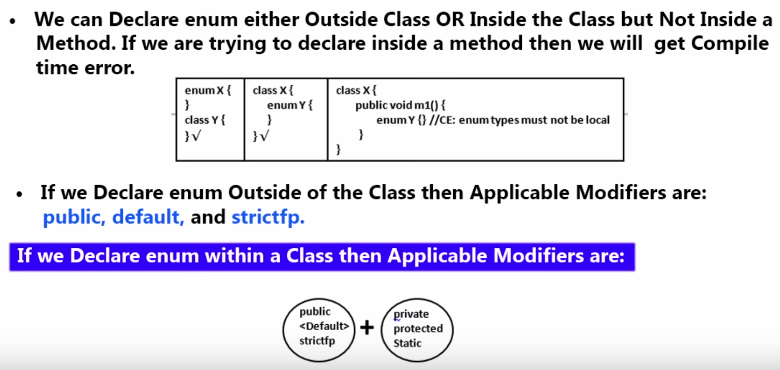 • We can Declare enum either Outside Class OR Inside the Class but Not Inside a
Method. If we are trying to declare inside a method then we will get Compile
time error.
enum X {
}
class Y {
} √
class X {
enum Y {
}
} √
class X {
public void m1() {
enum Y {} //CE: enum types must not be local
}
}
• If we Declare enum Outside of the Class then Applicable Modifiers are:
public, default, and strictfp.
If we Declare enum within a Class then Applicable Modifiers are:
public
<Default>
strictfp
+
private
protected
Static